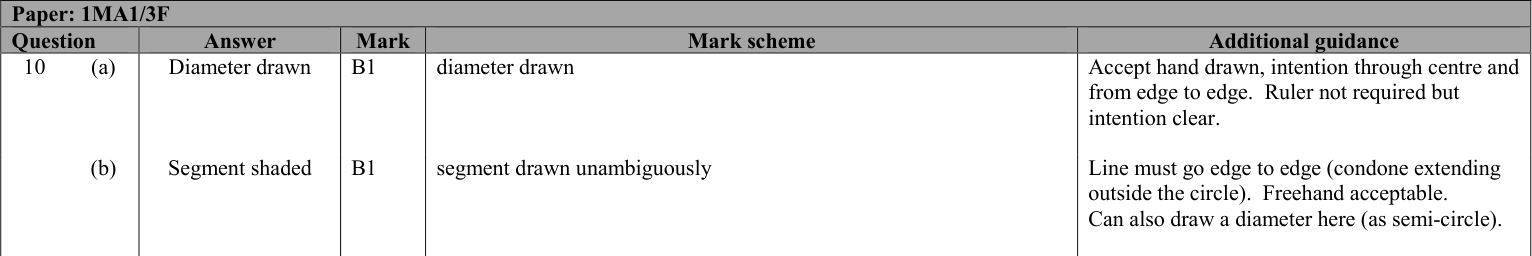 Paper: 1MA1/3F
Question Answer Mark Mark scheme Additional guidance
10 (a) Diameter drawn B1 diameter drawn Accept hand drawn, intention through centre and
from edge to edge. Ruler not required but
intention clear.
(b) Segment shaded B1 segment drawn unambiguously Line must go edge to edge (condone extending
outside the circle). Freehand acceptable.
Can also draw a diameter here (as semi-circle).